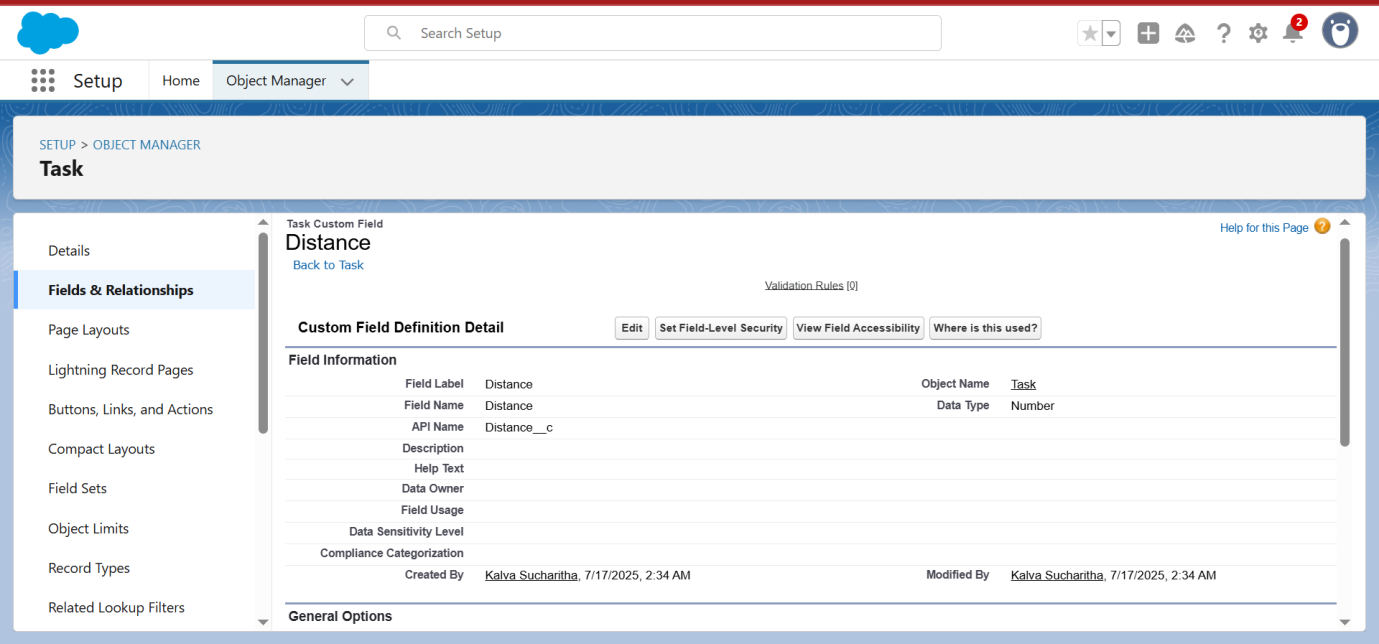 Search Setup
2
Setup
Home
Object Manager
SETUP > OBJECT MANAGER
Task
Details
Fields & Relationships
Page Layouts
Lightning Record Pages
Buttons, Links, and Actions
Compact Layouts
Field Sets
Object Limits
Record Types
Related Lookup Filters
Task Custom Field
Distance
Back to Task
Help for this Page ?
Validation Rules [0]
Custom Field Definition Detail
Edit
Set Field-Level Security
View Field Accessibility
Where is this used?
Field Information
Field Label Distance Object Name Task
Field Name Distance Data Type Number
API Name Distance__c
Description
Help Text
Data Owner
Field Usage
Data Sensitivity Level
Compliance Categorization
Created By Kalva Sucharitha, 7/17/2025, 2:34 AM Modified By Kalva Sucharitha, 7/17/2025, 2:34 AM
General Options